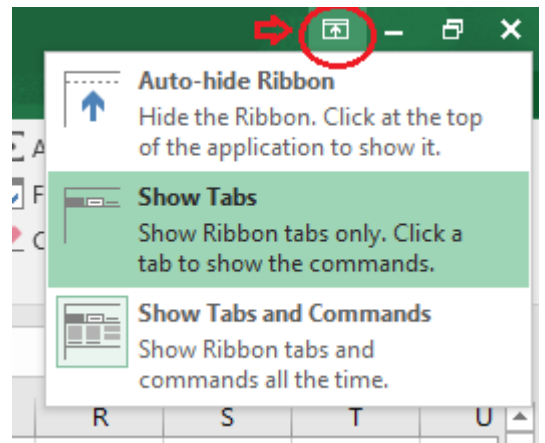 Auto-hide Ribbon
Hide the Ribbon. Click at the top
of the application to show it.
A
Show Tabs
F
Show Ribbon tabs only. Click a
C
tab to show the commands.
Show Tabs and Commands
Show Ribbon tabs and
commands all the time.
R S T U